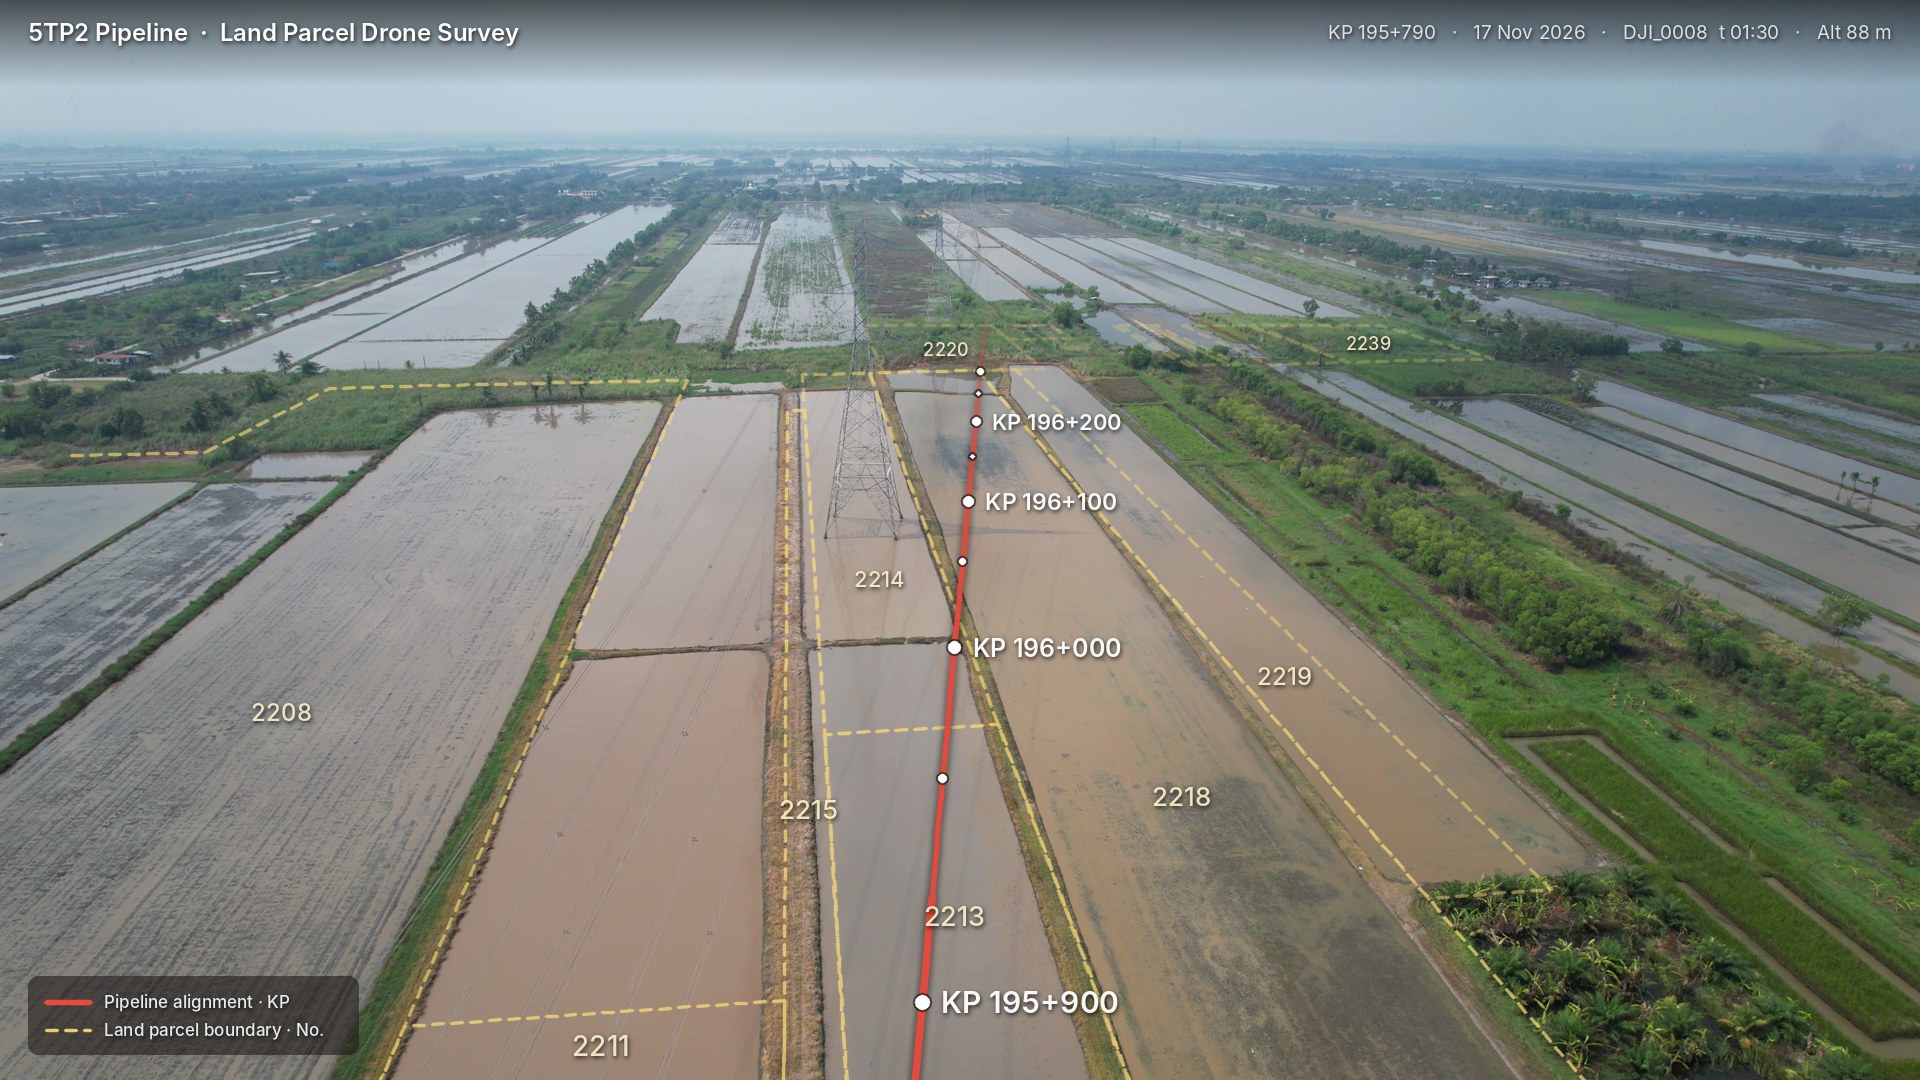 5TP2 Pipeline · Land Parcel Drone Survey
KP 195+790 · 17 Nov 2026 · DJI_0008 t 01:30 · Alt 88 m
2239
2220
KP 196+200
KP 196+100
2214
KP 196+000
2219
2208
2218
2215
2213
KP 195+900
Pipeline alignment · KP
Land parcel boundary · No.
2211